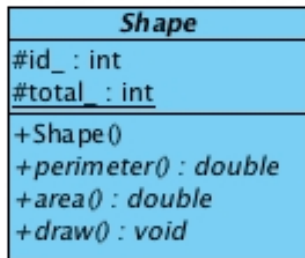 Shape
#id_ : int
#total_ : int
+Shape()
+perimeter() : double
+area() : double
+draw() : void